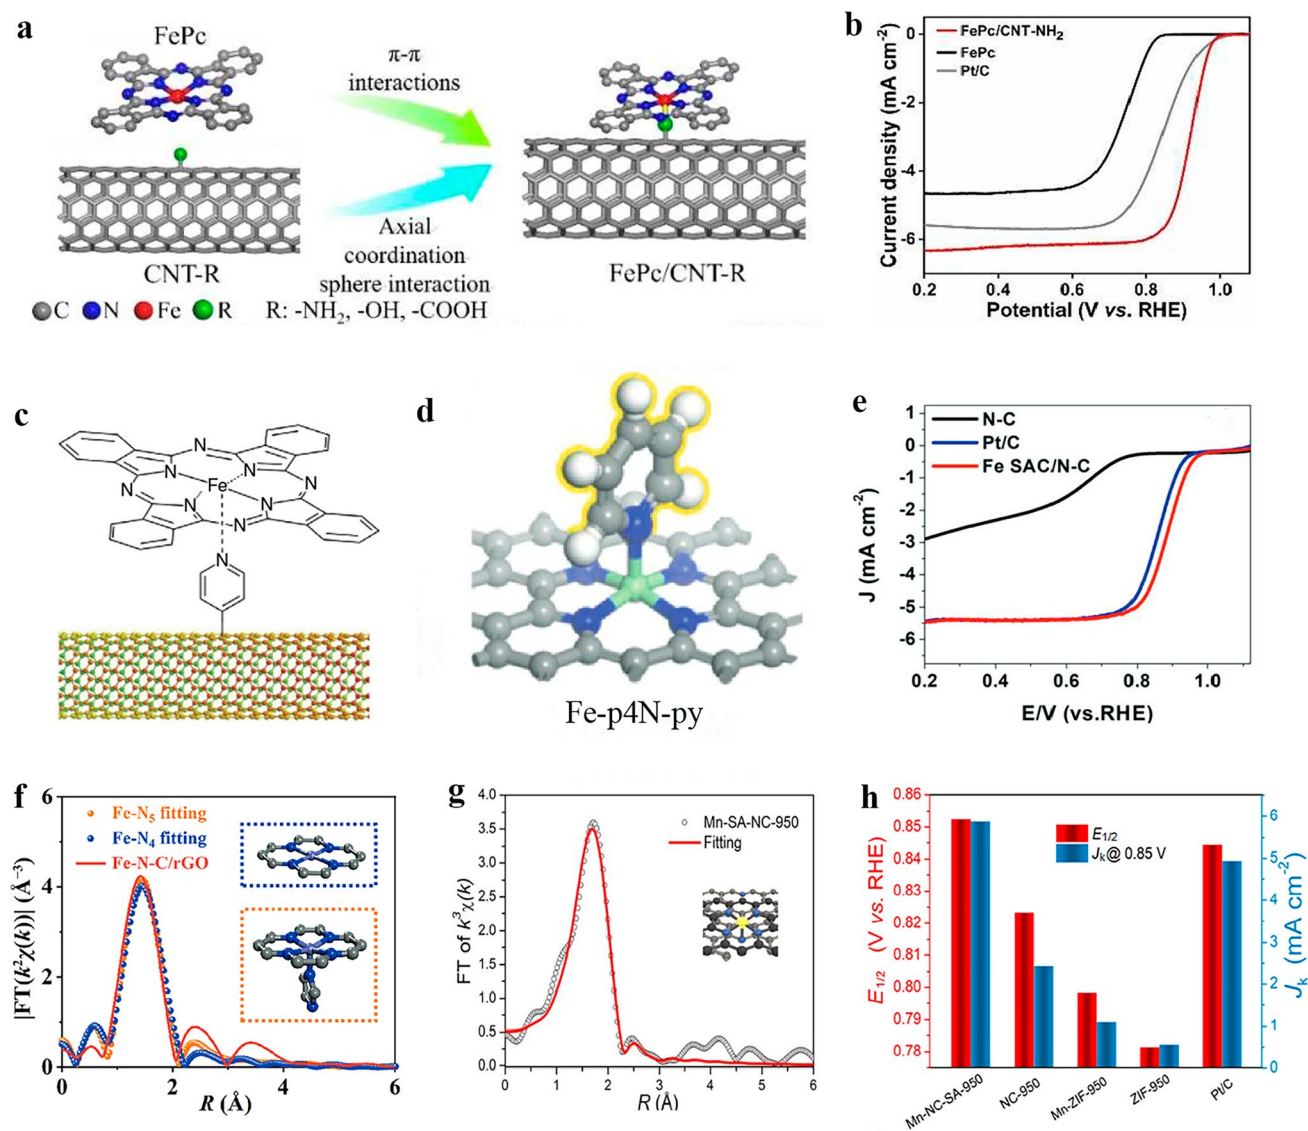 a
FePc
π-π
interactions
Axial
coordination
sphere interaction
CNT-R
FePc/CNT-R
C N Fe R R: -NH₂, -OH, -COOH
b
FePc/CNT-NH₂
FePc
Pt/C
Current density (mA cm⁻²)
0
-2
-4
-6
0.2 0.4 0.6 0.8 1.0
Potential (V vs. RHE)
c
N
N
N
N
Fe
N
N
N
N
N
d
Fe-p4N-py
e
N-C
Pt/C
Fe SAC/N-C
J (mA cm⁻²)
1
0
-1
-2
-3
-4
-5
-6
0.2 0.4 0.6 0.8 1.0
E/V (vs.RHE)
f
Fe-N₅ fitting
Fe-N₄ fitting
Fe-N-C/rGO
|FT(k²χ(k))| (Å⁻³)
6
4
2
0
0 2 4 6
R (Å)
g
Mn-SA-NC-950
Fitting
FT of k³χ(k)
4.0
3.5
3.0
2.5
2.0
1.5
1.0
0.5
0.0
0 1 2 3 4 5 6
R (Å)
h
E₁/₂
Jₖ@ 0.85 V
E₁/₂ (V vs. RHE)
0.86
0.85
0.84
0.83
0.82
0.81
0.80
0.79
0.78
Jₖ (mA cm⁻²)
6
5
4
3
2
1
0
Mn-NC-SA-950
NC-950
Mn-ZIF-950
ZIF-950
Pt/C